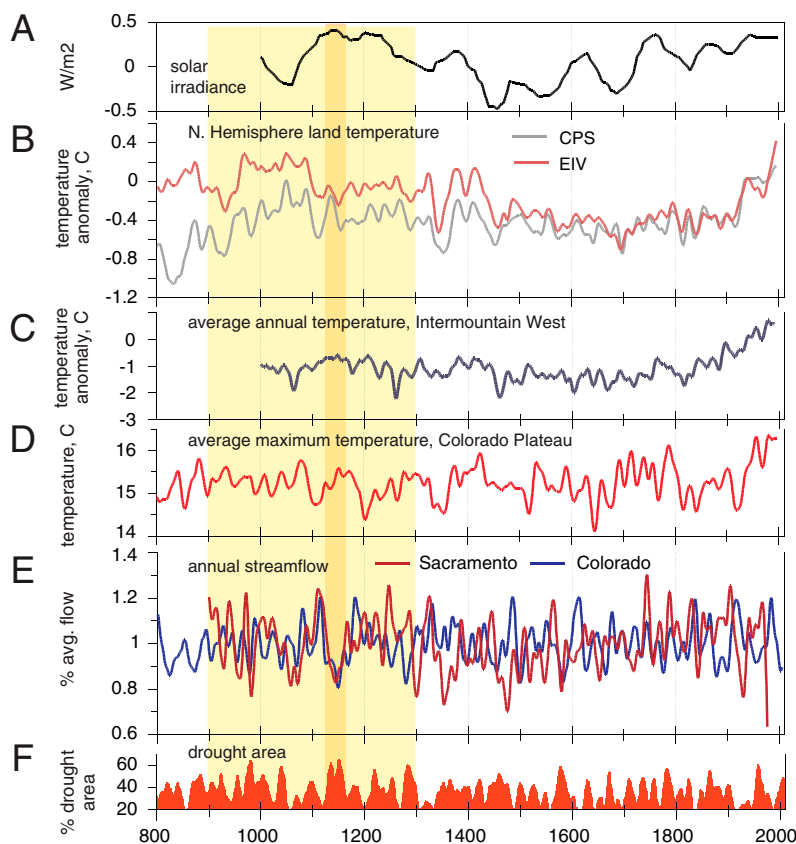 A
W/m2
0.5
0
-0.5
solar
irradiance
B
temperature
anomaly, C
0.4
0
-0.4
-0.8
-1.2
N. Hemisphere land temperature
CPS
EIV
C
temperature
anomaly, C
0
-1
-2
-3
average annual temperature, Intermountain West
D
temperature, C
16
15
14
average maximum temperature, Colorado Plateau
E
% avg. flow
1.4
1.2
1
0.8
0.6
annual streamflow
Sacramento
Colorado
F
% drought
area
60
40
20
drought area
800 1000 1200 1400 1600 1800 2000